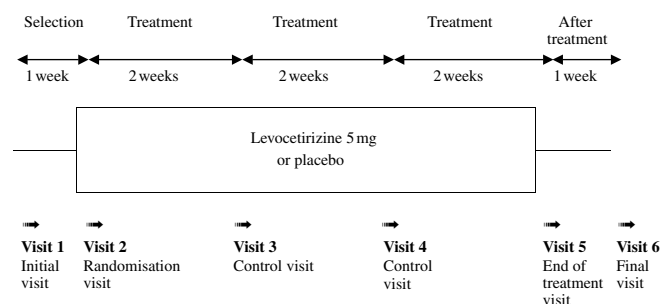 Selection Treatment Treatment Treatment After
treatment
1 week 2 weeks 2 weeks 2 weeks 1 week
Levocetirizine 5 mg
or placebo
Visit 1 Visit 2 Visit 3 Visit 4 Visit 5 Visit 6
Initial Randomisation Control visit Control End of Final
visit visit visit treatment visit
visit